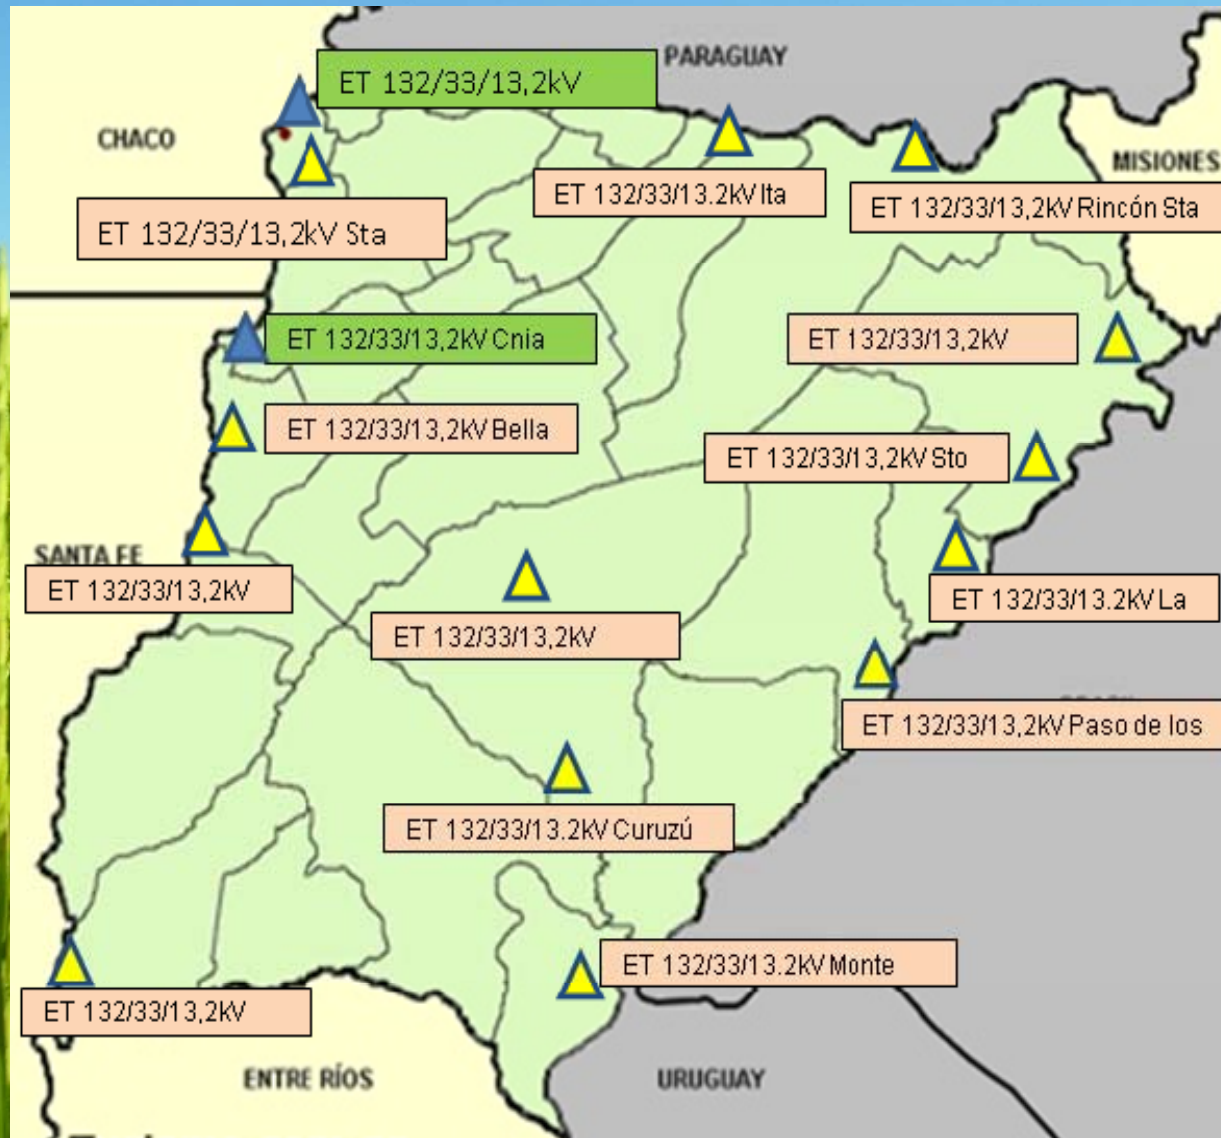 PARAGUAY
ET 132/33/13,2kV
CHACO
MISIONES
ET 132/33/13.2kV Ita
ET 132/33/13,2kV Rincón Sta
ET 132/33/13,2kV Sta
ET 132/33/13,2kV Cnia
ET 132/33/13,2kV
ET 132/33/13,2kV Bella
ET 132/33/13,2kV Sto
SANTA FE
ET 132/33/13,2kV
ET 132/33/13.2kV La
ET 132/33/13,2kV
ET 132/33/13,2kV Paso de los
ET 132/33/13.2kV Curuzú
ET 132/33/13.2kV Monte
ET 132/33/13,2kV
ENTRE RÍOS
URUGUAY